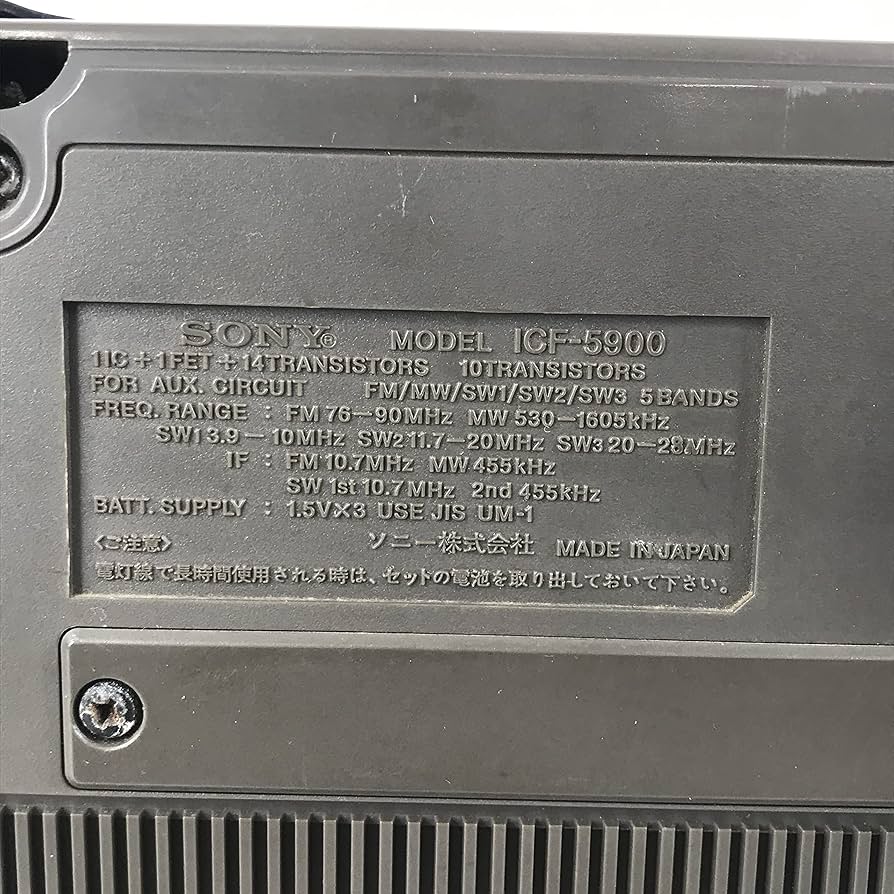 SONY® MODEL ICF-5900
1IC+1FET+14TRANSISTORS 10TRANSISTORS
FOR AUX. CIRCUIT FM/MW/SW1/SW2/SW3 5BANDS
FREQ. RANGE : FM 76-90MHz MW 530-1605kHz
SW1 3.9-10MHz SW2 11.7-20MHz SW3 20-28MHz
IF : FM 10.7MHz MW 455kHz
SW 1st 10.7MHz 2nd 455kHz
BATT. SUPPLY : 1.5V×3 USE JIS UM-1
〈ご注意〉 ソニー株式会社 MADE IN JAPAN
電灯線で長時間使用される時は、セットの電池を取り出しておいて下さい。